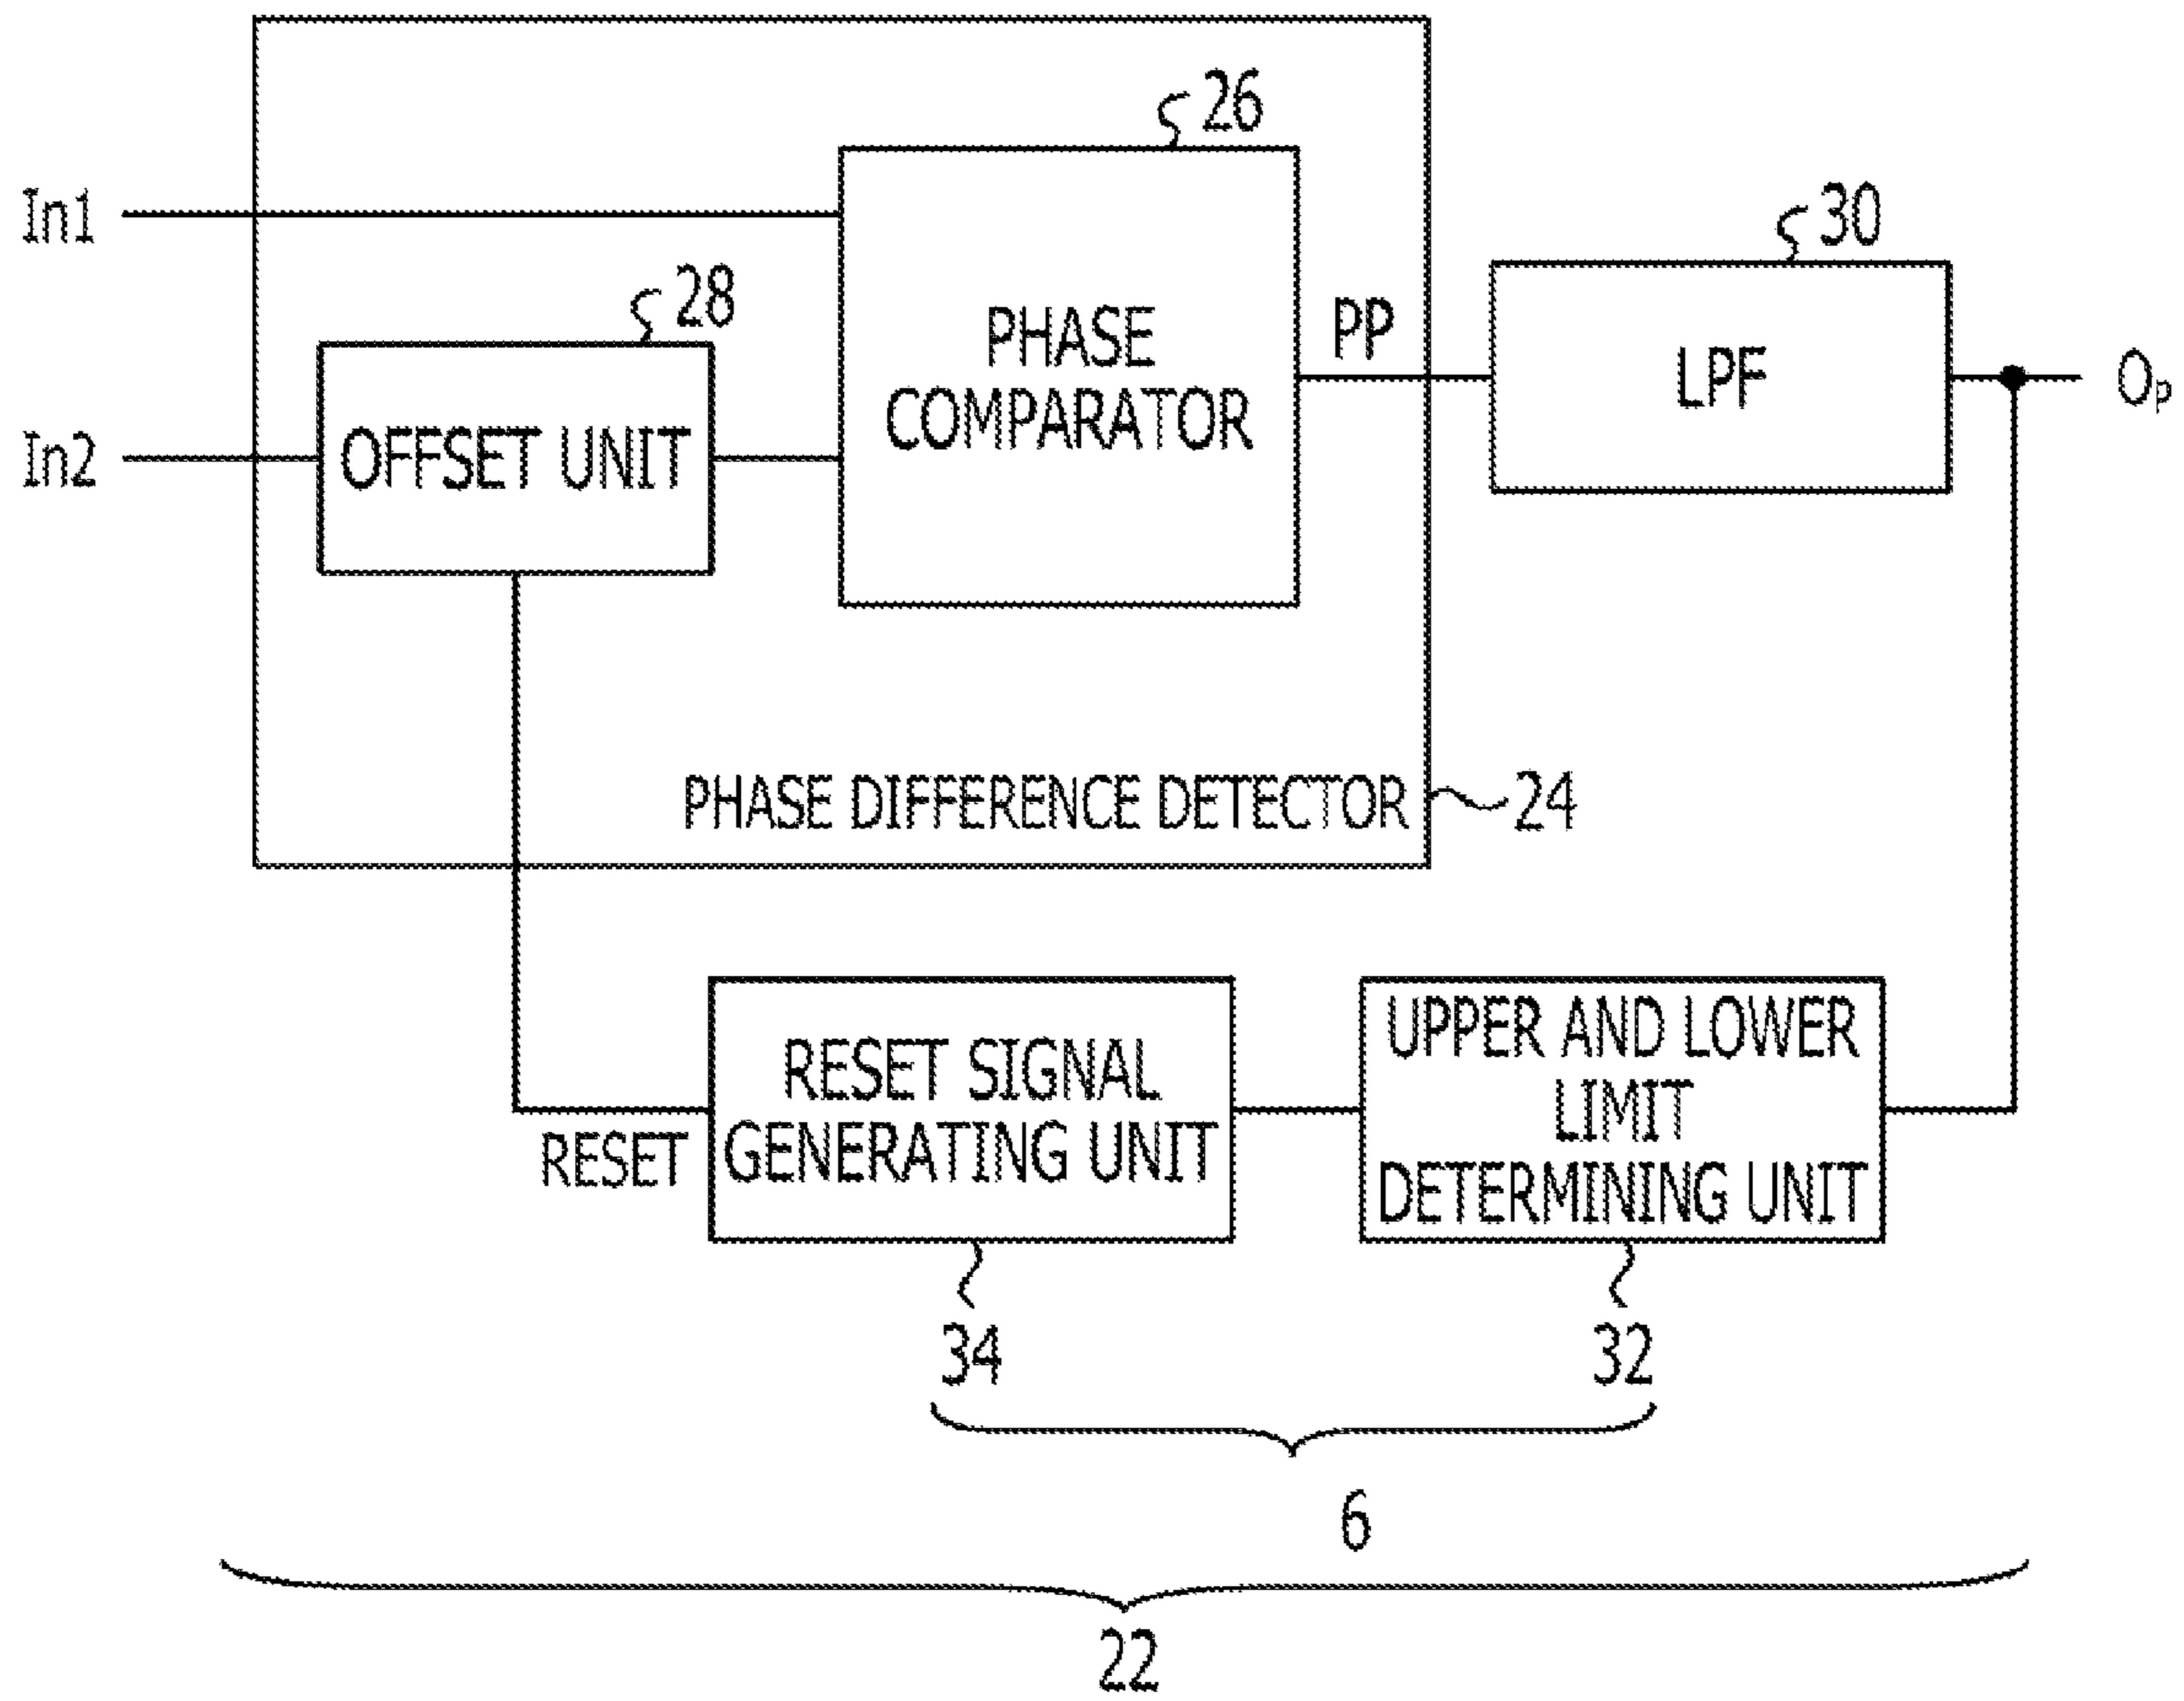 26
In1
30
28
PHASE
COMPARATOR
PP
LPF
OP
In2
OFFSET UNIT
PHASE DIFFERENCE DETECTOR
24
RESET SIGNAL
GENERATING UNIT
UPPER AND LOWER
LIMIT
DETERMINING UNIT
RESET
34
32
6
22